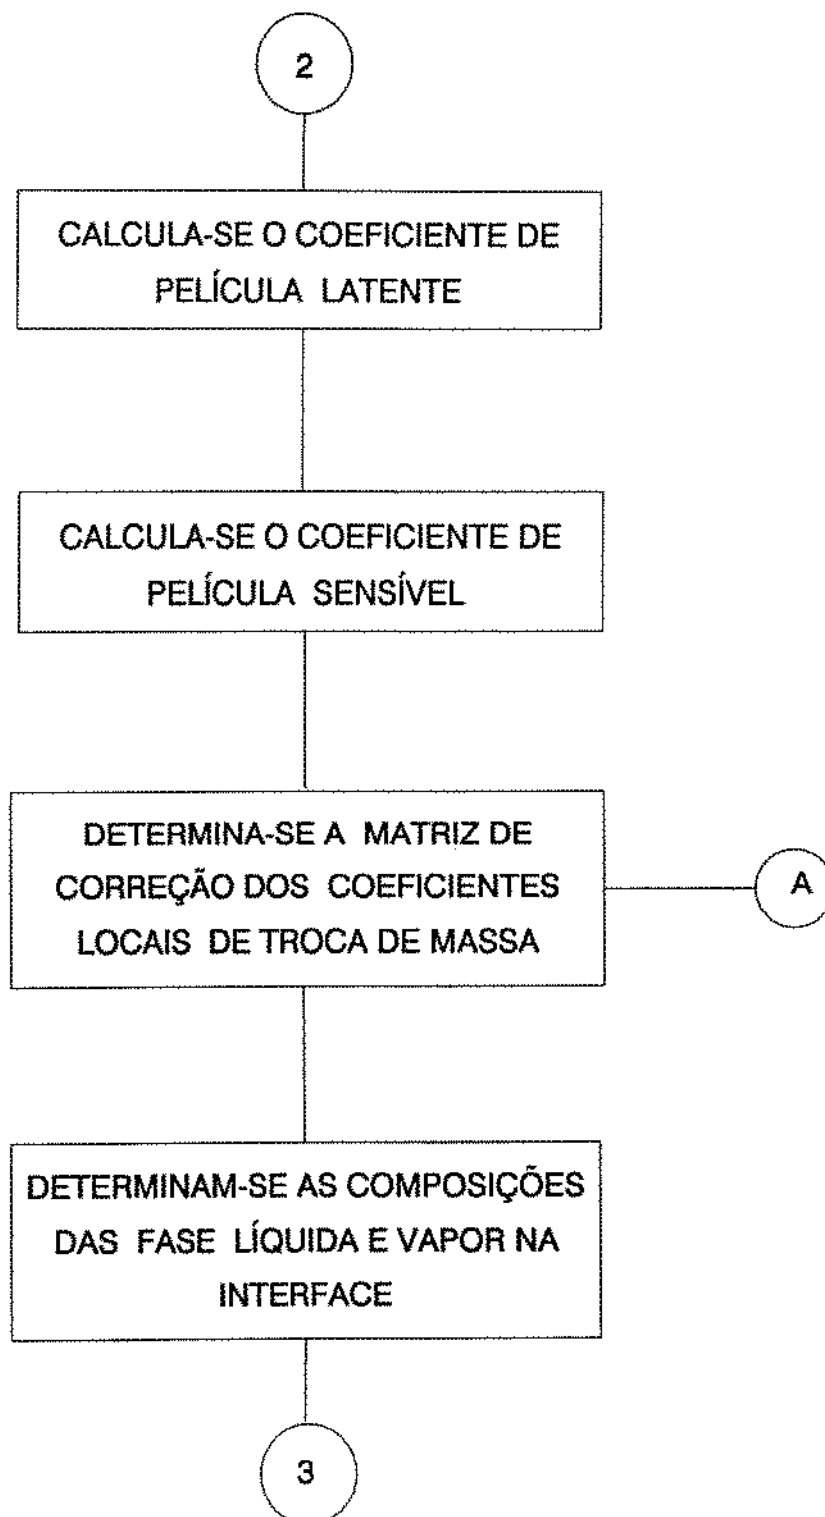 2
CALCULA-SE O COEFICIENTE DE
PELÍCULA LATENTE
CALCULA-SE O COEFICIENTE DE
PELÍCULA SENSÍVEL
DETERMINA-SE A MATRIZ DE
CORREÇÃO DOS COEFICIENTES
LOCAIS DE TROCA DE MASSA
A
DETERMINAM-SE AS COMPOSIÇÕES
DAS FASE LÍQUIDA E VAPOR NA
INTERFACE
3